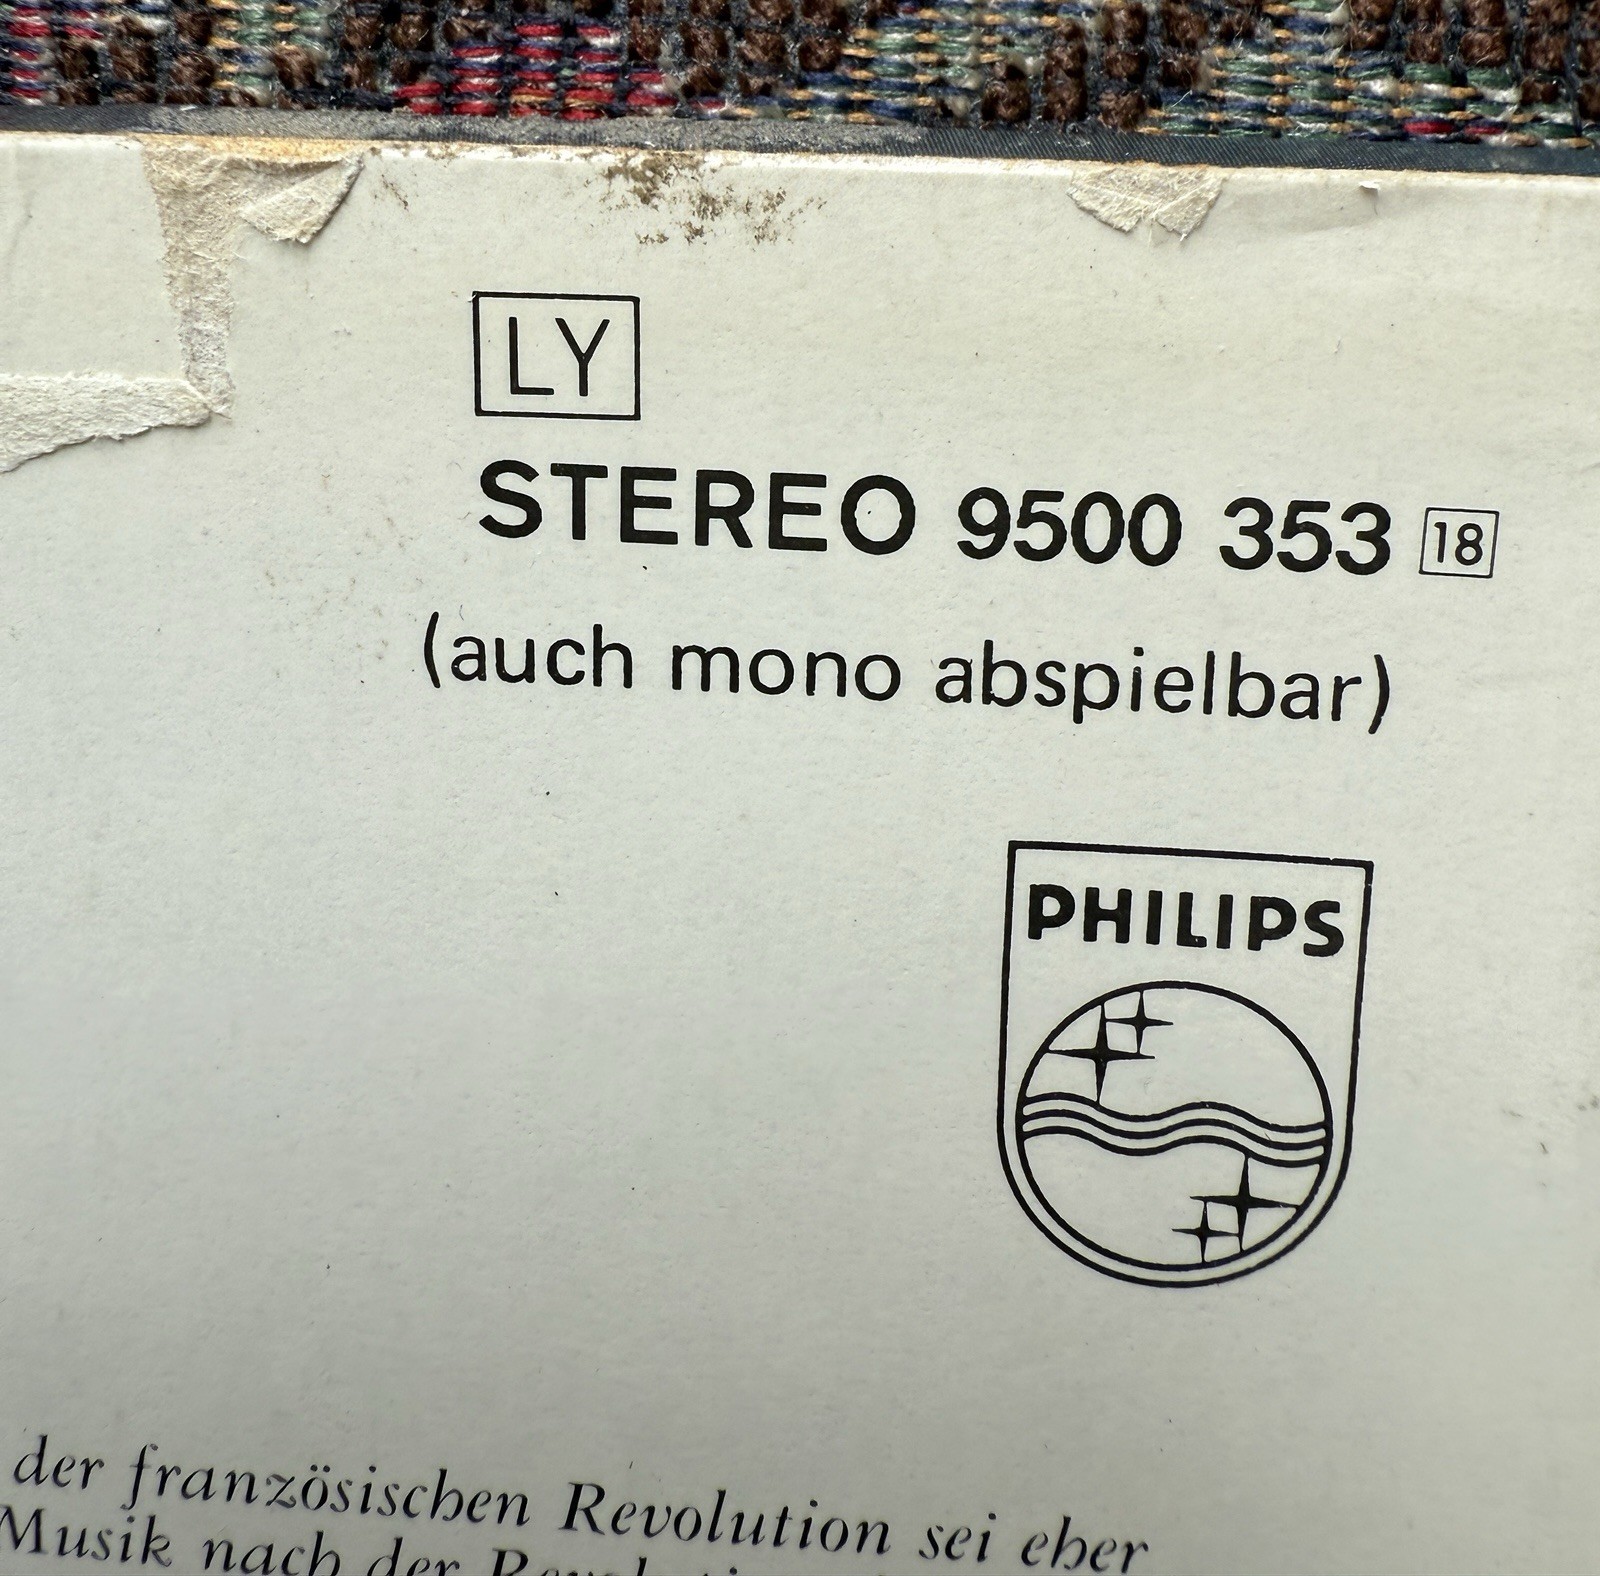 LY
STEREO 9500 353 18
(auch mono abspielbar)
PHILIPS
der französischen Revolution sei eher
Musik nach der